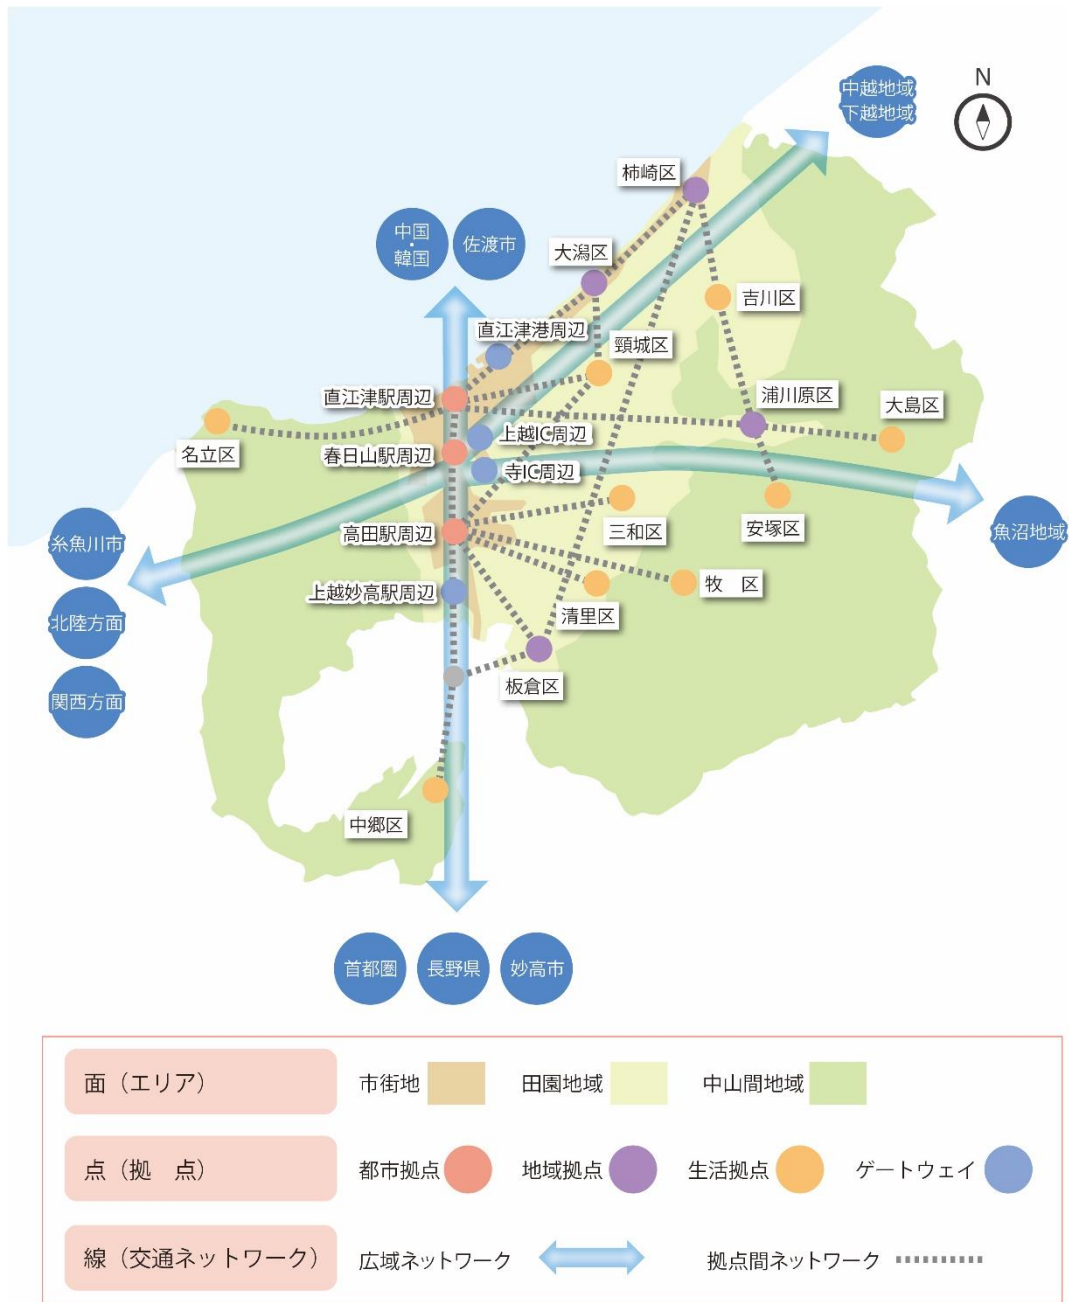 N
中越地域
下越地域
柿崎区
中国
・
韓国
佐渡市
大潟区
吉川区
直江津港周辺
頸城区
直江津駅周辺
浦川原区
大島区
名立区
上越IC周辺
春日山駅周辺
寺IC周辺
三和区
安塚区
魚沼地域
糸魚川市
高田駅周辺
上越妙高駅周辺
牧　区
清里区
北陸方面
板倉区
関西方面
中郷区
首都圏
長野県
妙高市
面（エリア）
市街地
田園地域
中山間地域
点（拠　点）
都市拠点
地域拠点
生活拠点
ゲートウェイ
線（交通ネットワーク）
広域ネットワーク
拠点間ネットワーク